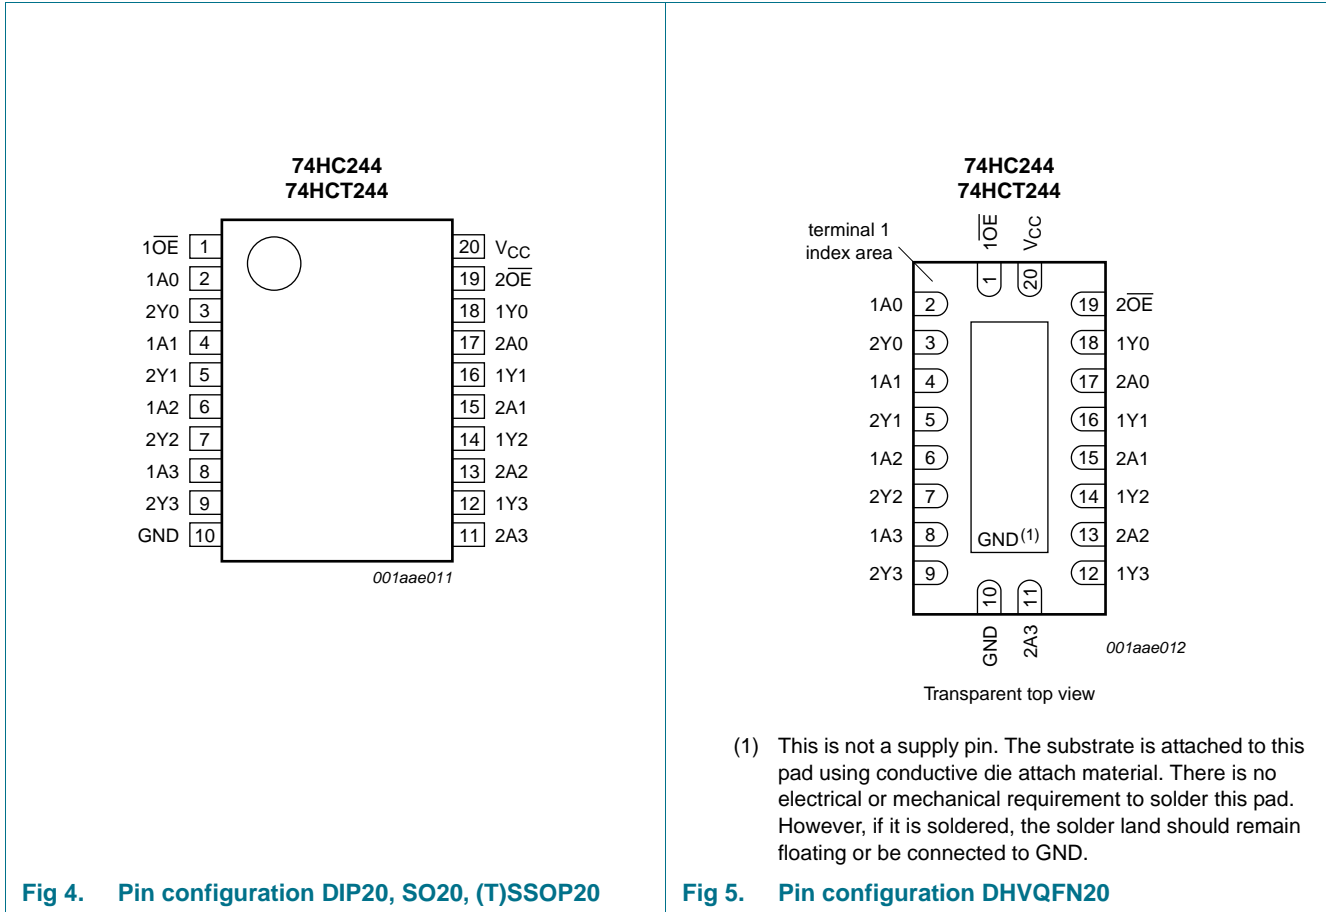 74HC244
74HCT244
1OE 1
1A0 2
2Y0 3
1A1 4
2Y1 5
1A2 6
2Y2 7
1A3 8
2Y3 9
GND 10
20 VCC
19 2OE
18 1Y0
17 2A0
16 1Y1
15 2A1
14 1Y2
13 2A2
12 1Y3
11 2A3
001aae011
Fig 4. Pin configuration DIP20, SO20, (T)SSOP20
74HC244
74HCT244
terminal 1
index area
1OE
VCC
1
20
1A0 2
2Y0 3
1A1 4
2Y1 5
1A2 6
2Y2 7
1A3 8
2Y3 9
GND(1)
19 2OE
18 1Y0
17 2A0
16 1Y1
15 2A1
14 1Y2
13 2A2
12 1Y3
10
11
GND
2A3
001aae012
Transparent top view
(1) This is not a supply pin. The substrate is attached to this
pad using conductive die attach material. There is no
electrical or mechanical requirement to solder this pad.
However, if it is soldered, the solder land should remain
floating or be connected to GND.
Fig 5. Pin configuration DHVQFN20